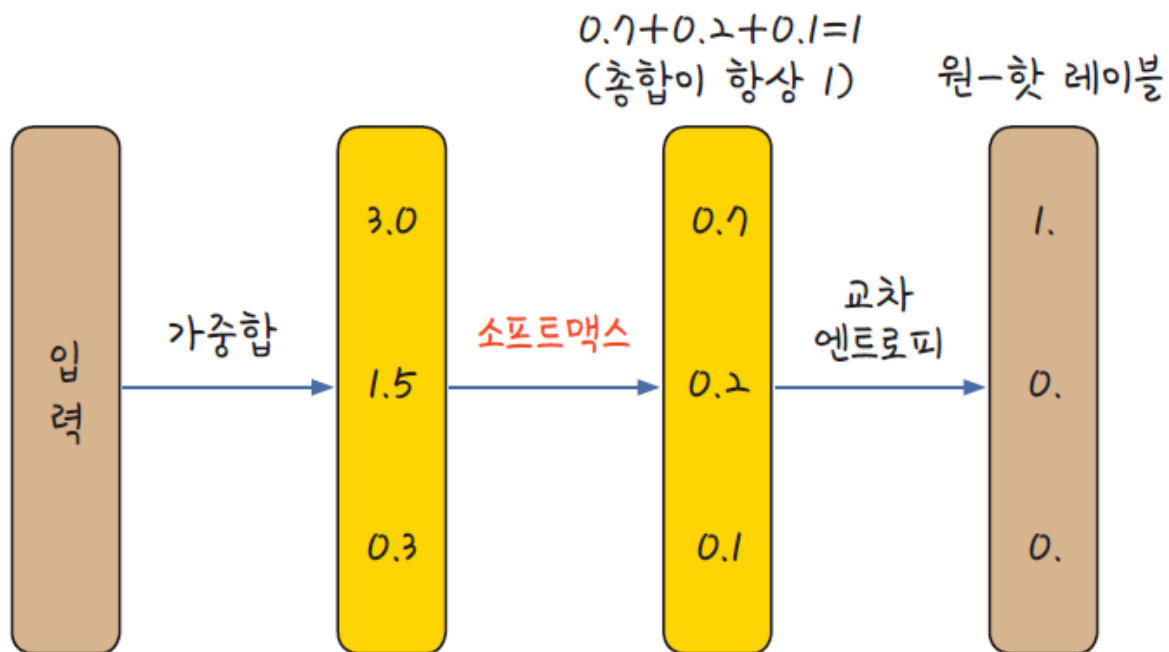 0.7+0.2+0.1=1
(총합이 항상 1)
원-핫 레이블
입
력
가중합
3.0
1.5
0.3
소프트맥스
0.7
0.2
0.1
교차
엔트로피
1.
0.
0.